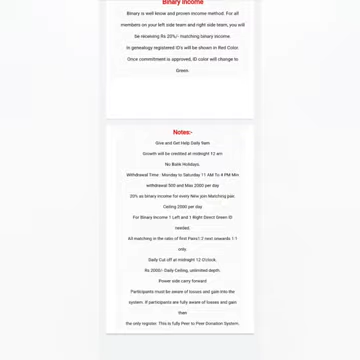 Binary Income
Binary is well know and proven income method. For all
members on your left side team and right side team, you will
be receiving Rs 20%/- matching binary income.
In genealogy registered ID's will be shown in Red Color.
Once commitment is approved, ID color will change to
Green
Notes:-
Give and Get Help Daily Item
Growth will be credited at midnight 12 am
No Bank Holidays.
Withdrawal Time : Monday to Saturday 11 AM To 4 PM Min
withdrawal 500 and Max 2000 per day
20% as binary income for every New join Matching pair.
Ceiling 2000 per day
For Binary Income 1 Left and 1 Right Direct Green ID
needed.
All matching in the ratio of first Pair 2 next onwards 1:1
only.
Daily Cut off at midnight 12 O'clock.
Rs 2000/- Daily Ceiling, unlimited depth.
Power side carry forward
Participants must be aware of losses and gain into the
system. If participants are fully aware of losses and gain
then
the only register. This is fully Peer to Peer Donation System.